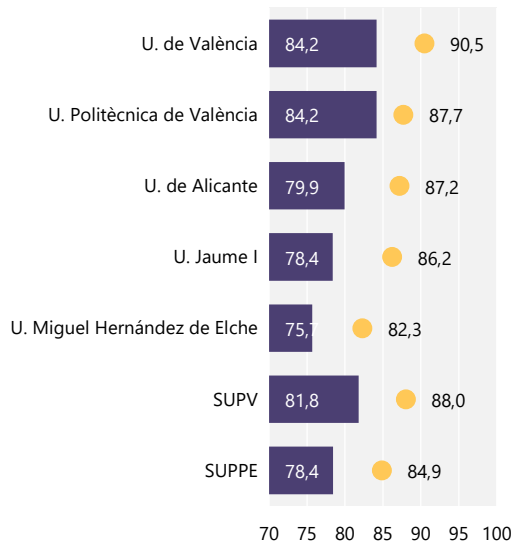 U. de València 84,2 90,5
U. Politècnica de València 84,2 87,7
U. de Alicante 79,9 87,2
U. Jaume I 78,4 86,2
U. Miguel Hernández de Elche 75,7 82,3
SUPV 81,8 88,0
SUPPE 78,4 84,9
70 75 80 85 90 95 100